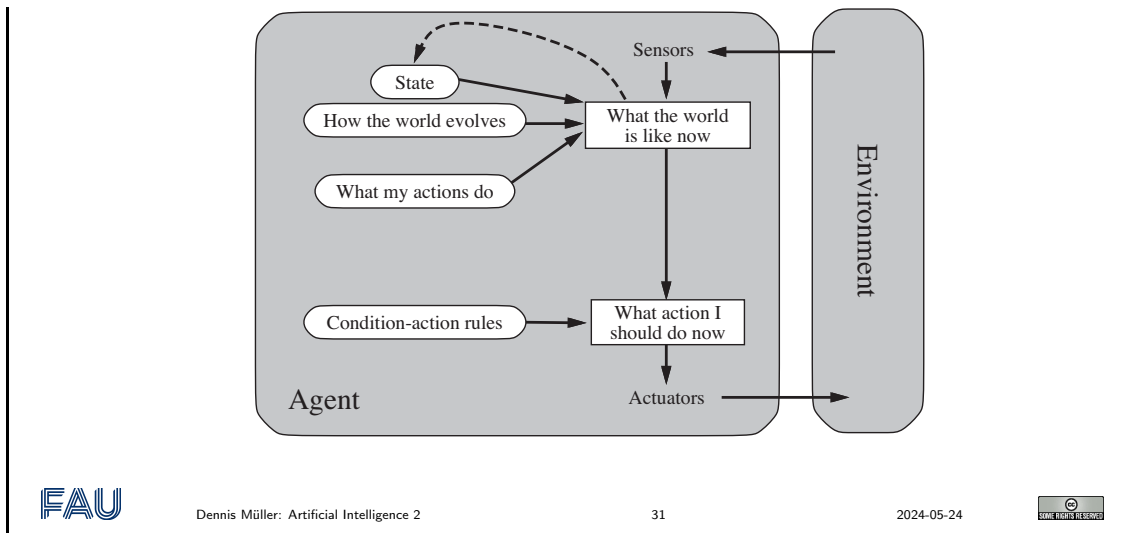 Sensors
State
How the world evolves
What the world
is like now
What my actions do
Condition-action rules
What action I
should do now
Agent
Actuators
Environment
FAU
Dennis Müller: Artificial Intelligence 2
31
2024-05-24
cc
SOME RIGHTS RESERVED